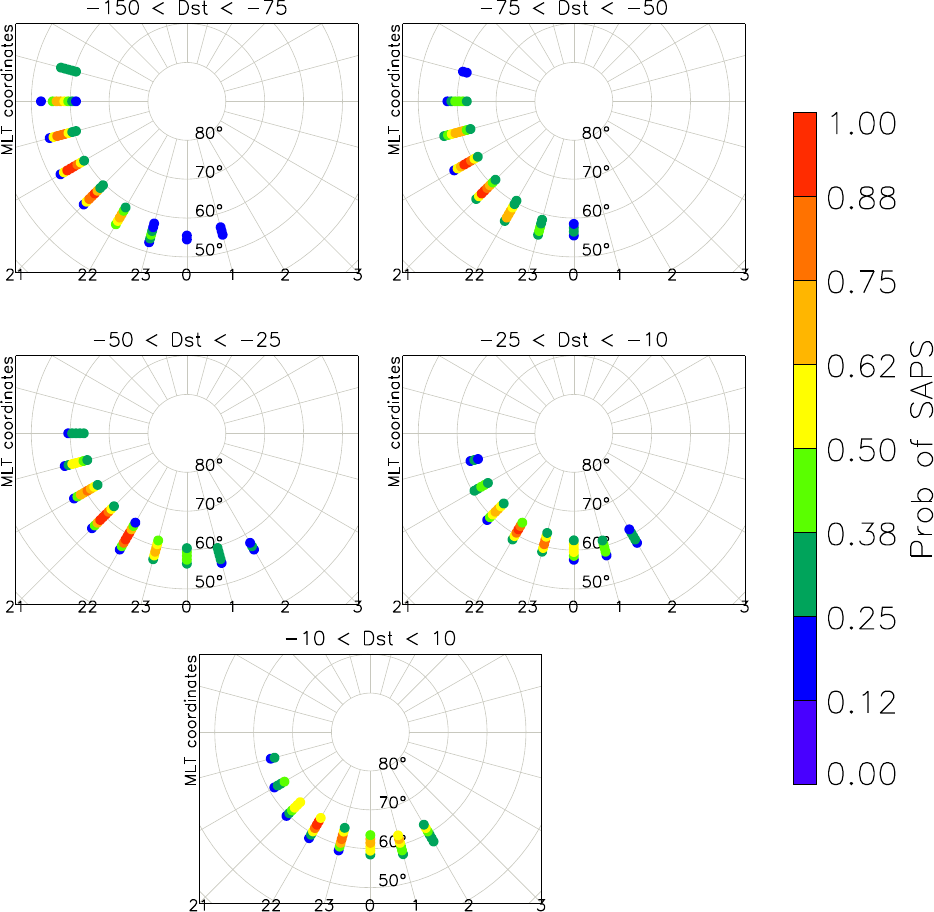 -150 < Dst < -75
MLT coordinates
80°
70°
60°
50°
21 22 23 0 1 2 3
-75 < Dst < -50
MLT coordinates
80°
70°
60°
50°
21 22 23 0 1 2 3
-50 < Dst < -25
MLT coordinates
80°
70°
60°
50°
21 22 23 0 1 2 3
-25 < Dst < -10
MLT coordinates
80°
70°
60°
50°
21 22 23 0 1 2 3
-10 < Dst < 10
MLT coordinates
80°
70°
60°
50°
21 22 23 0 1 2 3
1.00
0.88
0.75
0.62
0.50
0.38
0.25
0.12
0.00
Prob of SAPS